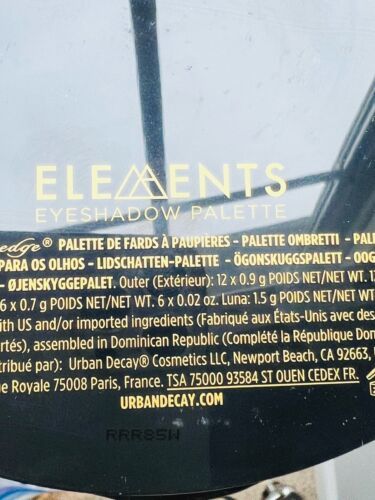 ELEMENTS
EYESHADOW PALETTE
edge® PALETTE DE FARDS À PAUPIÈRES - PALETTE OMBRETTI - PAL
PARA OS OLHOS - LIDSCHATTEN-PALETTE - ÖGONSKUGGSPALETT - OOG
- ØJENSKYGGEPALET. Outer (Extérieur): 12 x 0.9 g POIDS NET/NET WT. 1
6 x 0.7 g POIDS NET/NET WT. 6 x 0.02 oz. Luna: 1.5 g POIDS NET/NET W
ith US and/or imported ingredients (Fabriqué aux États-Unis avec des
ortés), assembled in Dominican Republic (Complété la République Dom
tribué par): Urban Decay® Cosmetics LLC, Newport Beach, CA 92663, U
ue Royale 75008 Paris, France. TSA 75000 93584 ST OUEN CEDEX FR.
URBANDECAY.COM
RRR85W